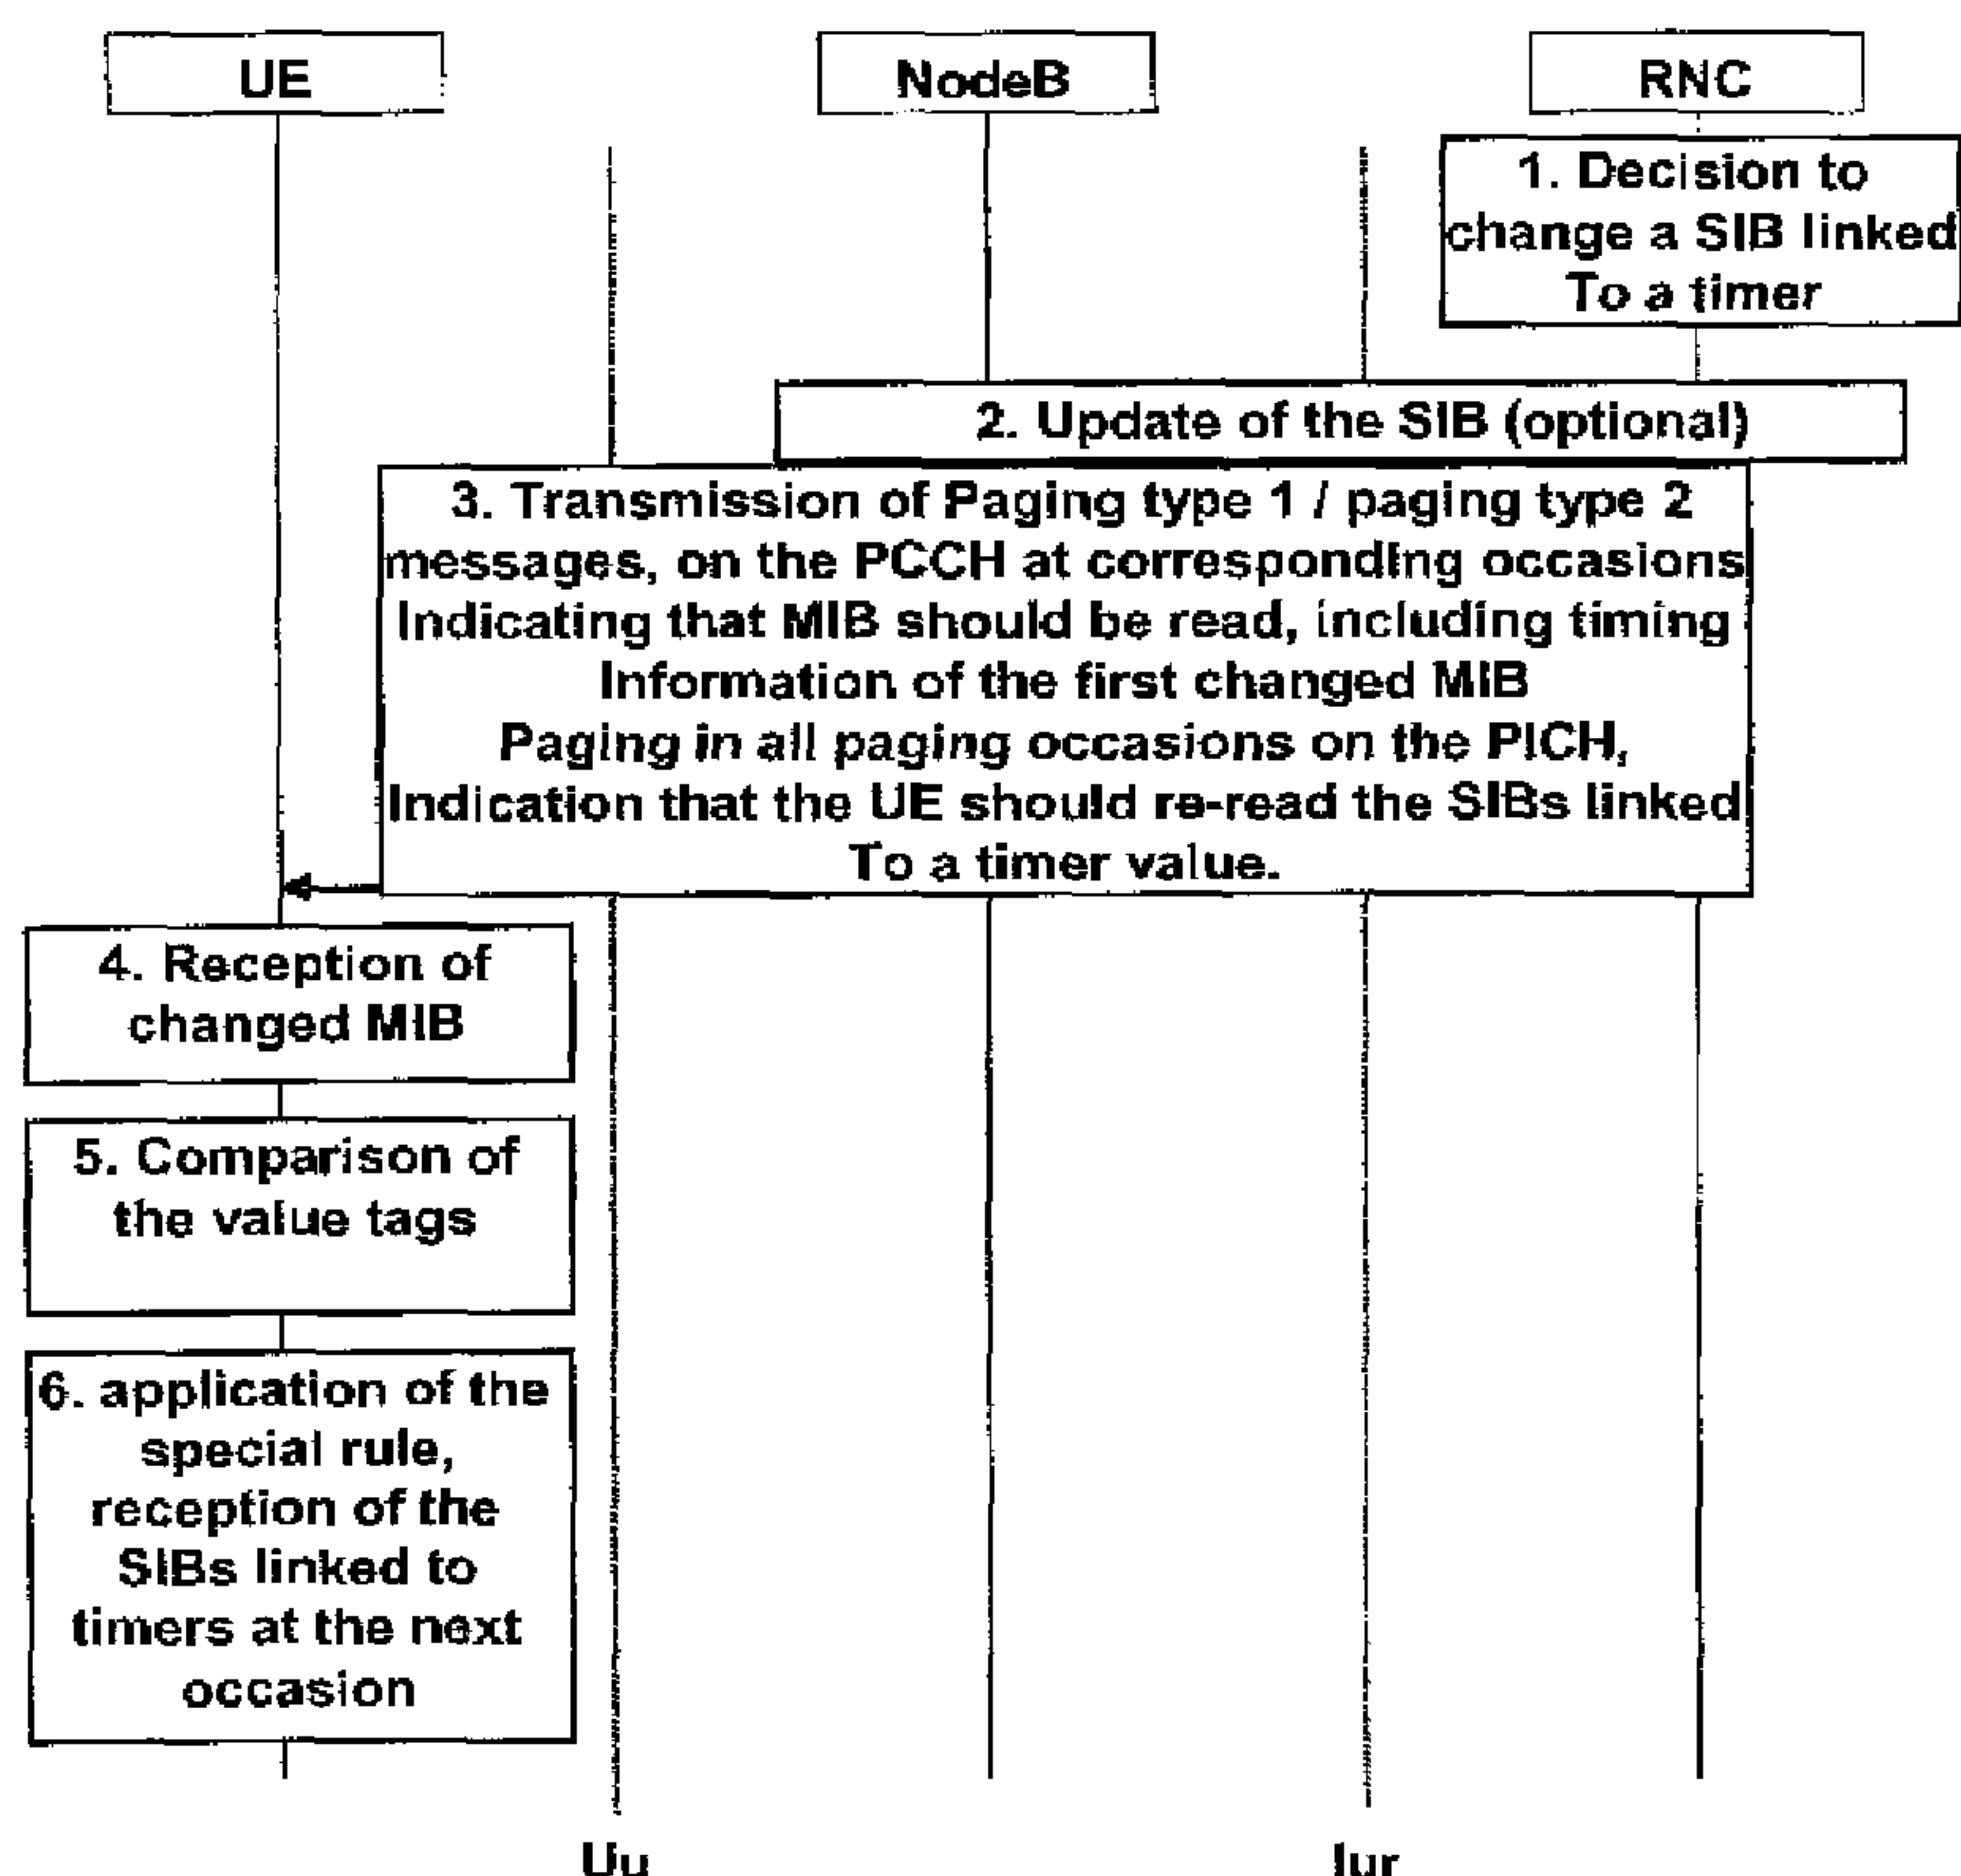 UE
NodeB
RNC
1. Decision to
change a SIB linked
To a timer
2. Update of the SIB (optional)
3. Transmission of Paging type 1 / paging type 2
messages, on the PCCH at corresponding occasions
Indicating that MIB should be read, including timing
Information of the first changed MIB
Paging in all paging occasions on the PICH,
Indication that the UE should re-read the SIBs linked
To a timer value.
4. Reception of
changed MIB
5. Comparison of
the value tags
6. application of the
special rule,
reception of the
SIBs linked to
timers at the next
occasion
Uu
Iur